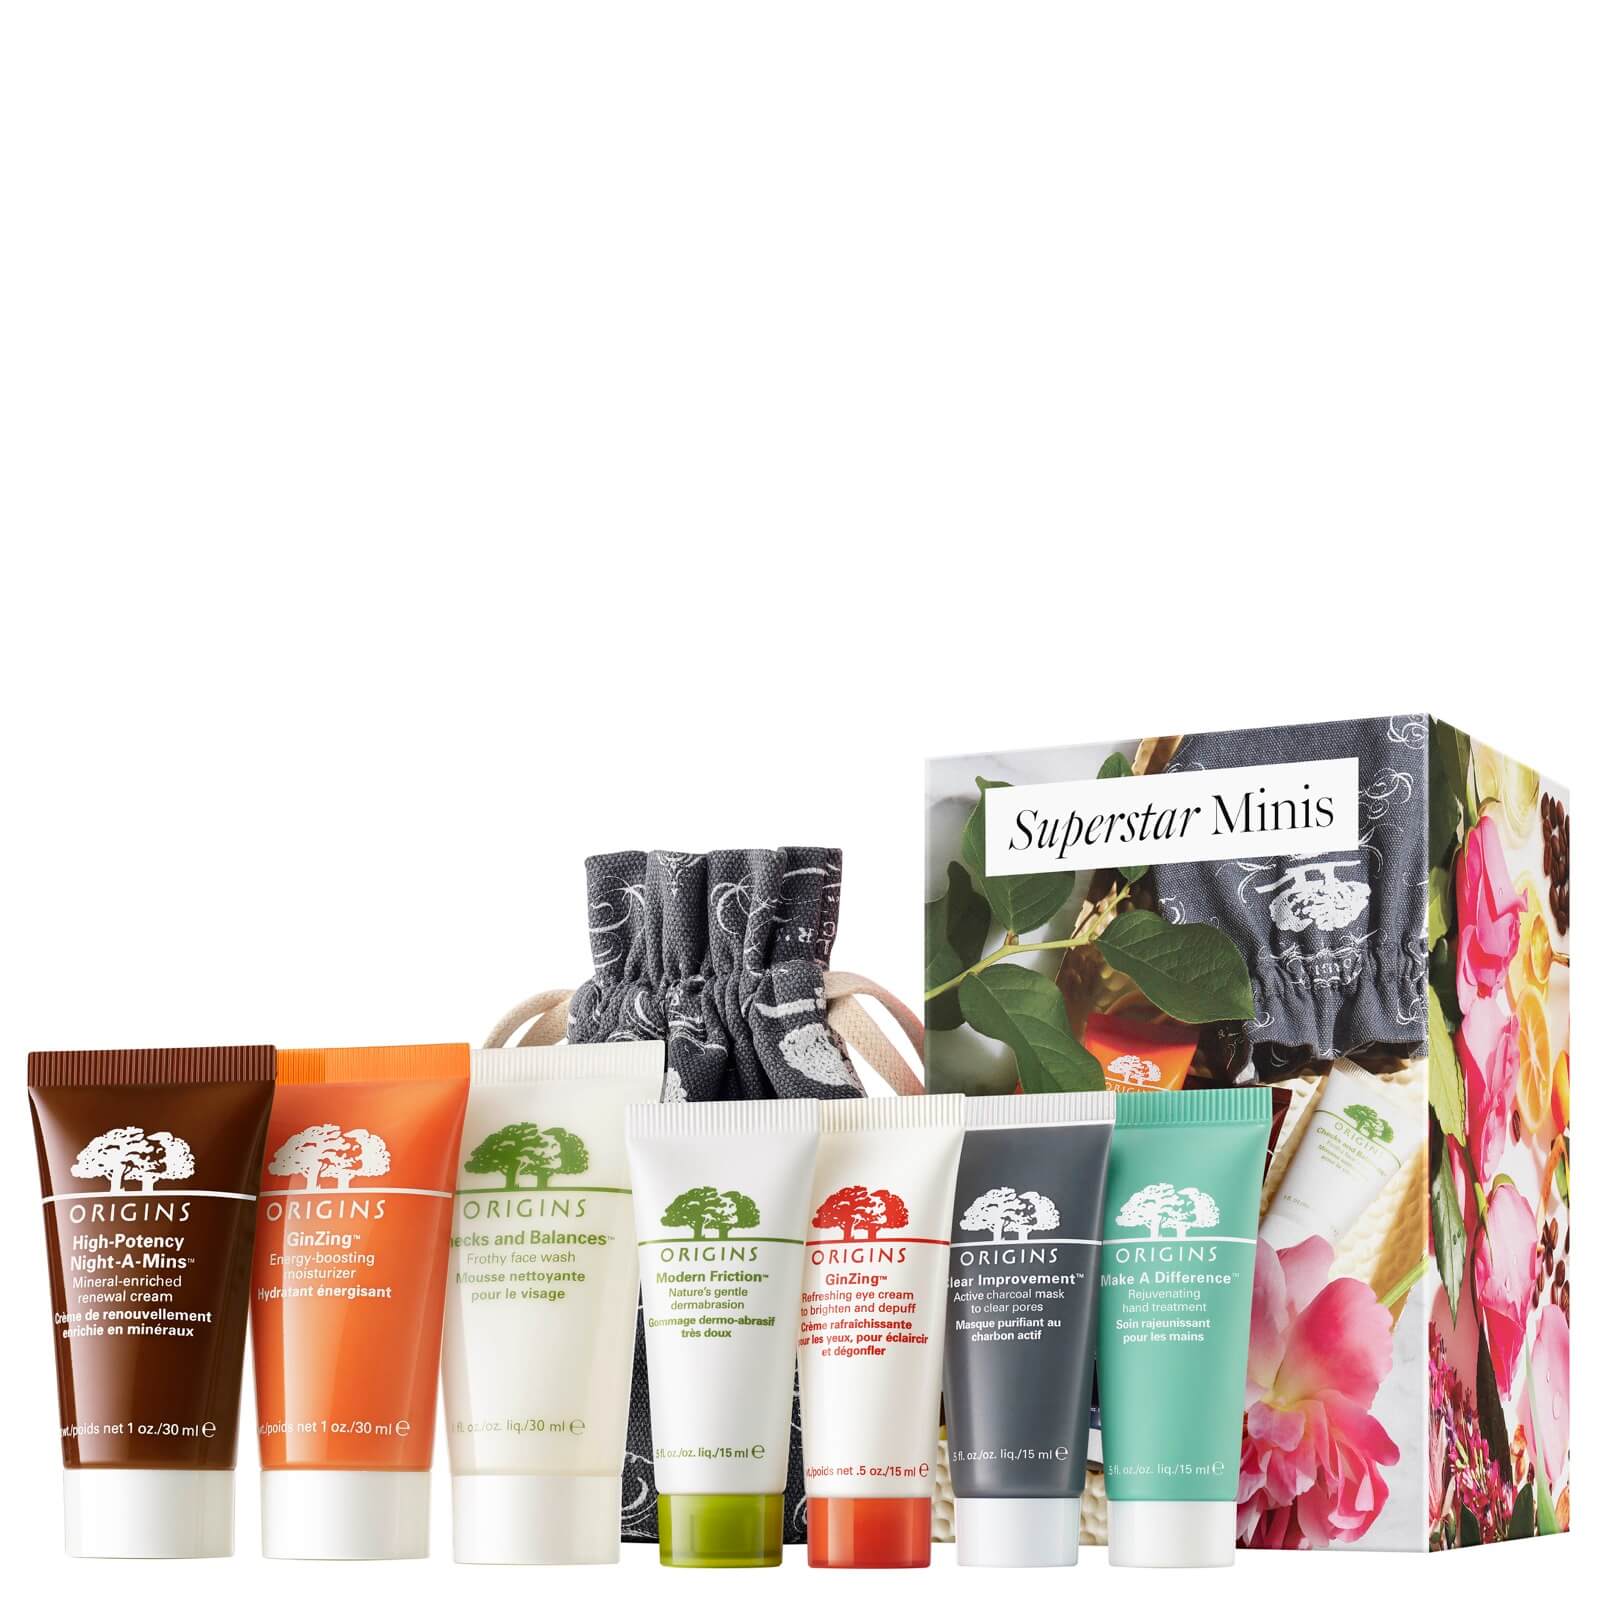 Superstar Minis
ORIGINS
High-Potency
Night-A-Mins™
Mineral-enriched
renewal cream
Crème de renouvellement
enrichie en minéraux
wt./poids net 1 oz./30 ml ℮
ORIGINS
GinZing™
Energy-boosting
moisturizer
Hydratant énergisant
wt./poids net 1 oz./30 ml ℮
ORIGINS
and Balances™
Frothy face wash
Mousse nettoyante
pour le visage
fl. oz./oz. liq./30 ml ℮
ORIGINS
Modern Friction™
Nature's gentle
dermabrasion
Gommage dermo-abrasif
très doux
.5 fl. oz./oz. liq./15 ml ℮
ORIGINS
GinZing™
Refreshing eye cream
to brighten and depuff
Crème rafraîchissante
pour les yeux, pour éclaircir
et dégonfler
wt./poids net .5 oz./15 ml ℮
ORIGINS
Clear Improvement™
Active charcoal mask
to clear pores
Masque purifiant au
charbon actif
.5 fl. oz./oz. liq./15 ml ℮
ORIGINS
Make A Difference™
Rejuvenating
hand treatment
Soin rajeunissant
pour les mains
.5 fl. oz./oz. liq./15 ml ℮
ORIGINS
ORIGINS
Checks and Balances™